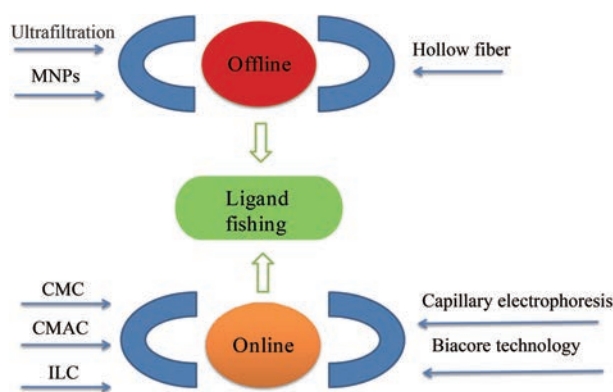 Ultrafiltration
MNPs
Offline
Hollow fiber
Ligand
fishing
CMC
CMAC
ILC
Online
Capillary electrophoresis
Biacore technology